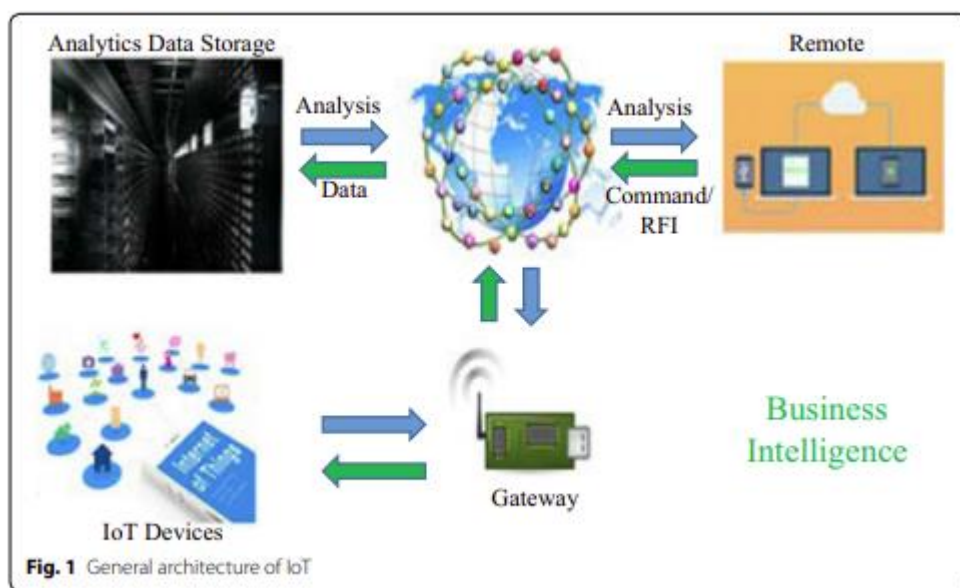 Analytics Data Storage
Remote
Analysis
Data
Analysis
Command/
RFI
Internet
of Things
IoT Devices
Gateway
Business
Intelligence
Fig. 1 General architecture of IoT